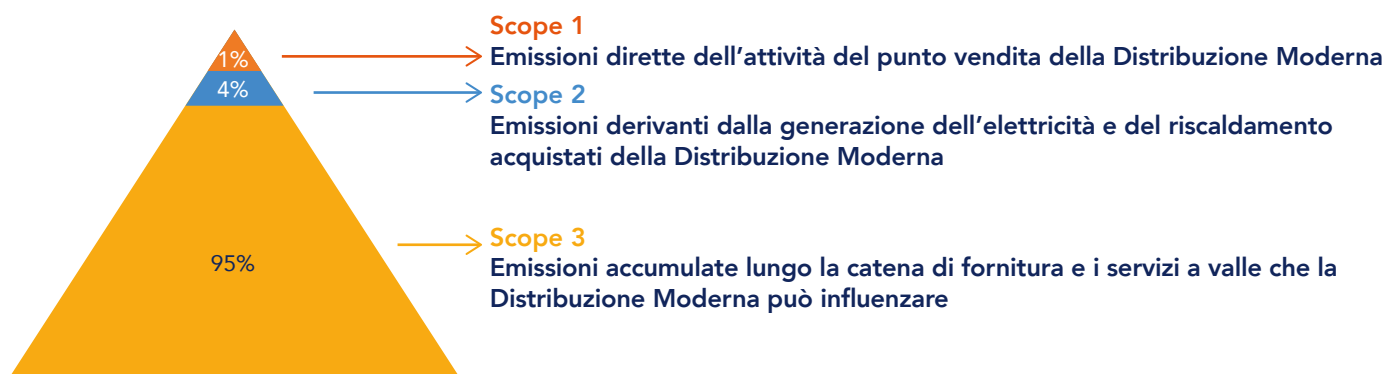 1%
Scope 1
Emissioni dirette dell’attività del punto vendita della Distribuzione Moderna
4%
Scope 2
Emissioni derivanti dalla generazione dell’elettricità e del riscaldamento
acquistati della Distribuzione Moderna
95%
Scope 3
Emissioni accumulate lungo la catena di fornitura e i servizi a valle che la
Distribuzione Moderna può influenzare